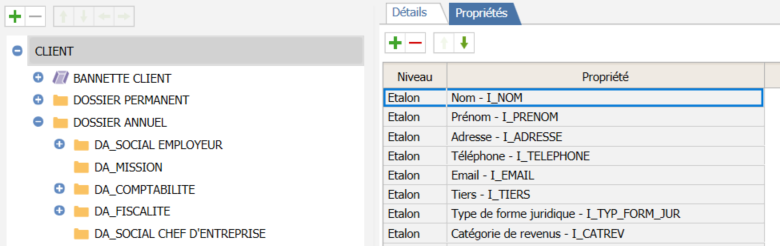 CLIENT
BANNETTE CLIENT
DOSSIER PERMANENT
DOSSIER ANNUEL
DA_SOCIAL EMPLOYEUR
DA_MISSION
DA_COMPTABILITE
DA_FISCALITE
DA_SOCIAL CHEF D'ENTREPRISE
Détails Propriétés
Niveau Propriété
Etalon Nom - I_NOM
Etalon Prénom - I_PRENOM
Etalon Adresse - I_ADRESSE
Etalon Téléphone - I_TELEPHONE
Etalon Email - I_EMAIL
Etalon Tiers - I_TIERS
Etalon Type de forme juridique - I_TYP_FORM_JUR
Etalon Catégorie de revenus - I_CATREV